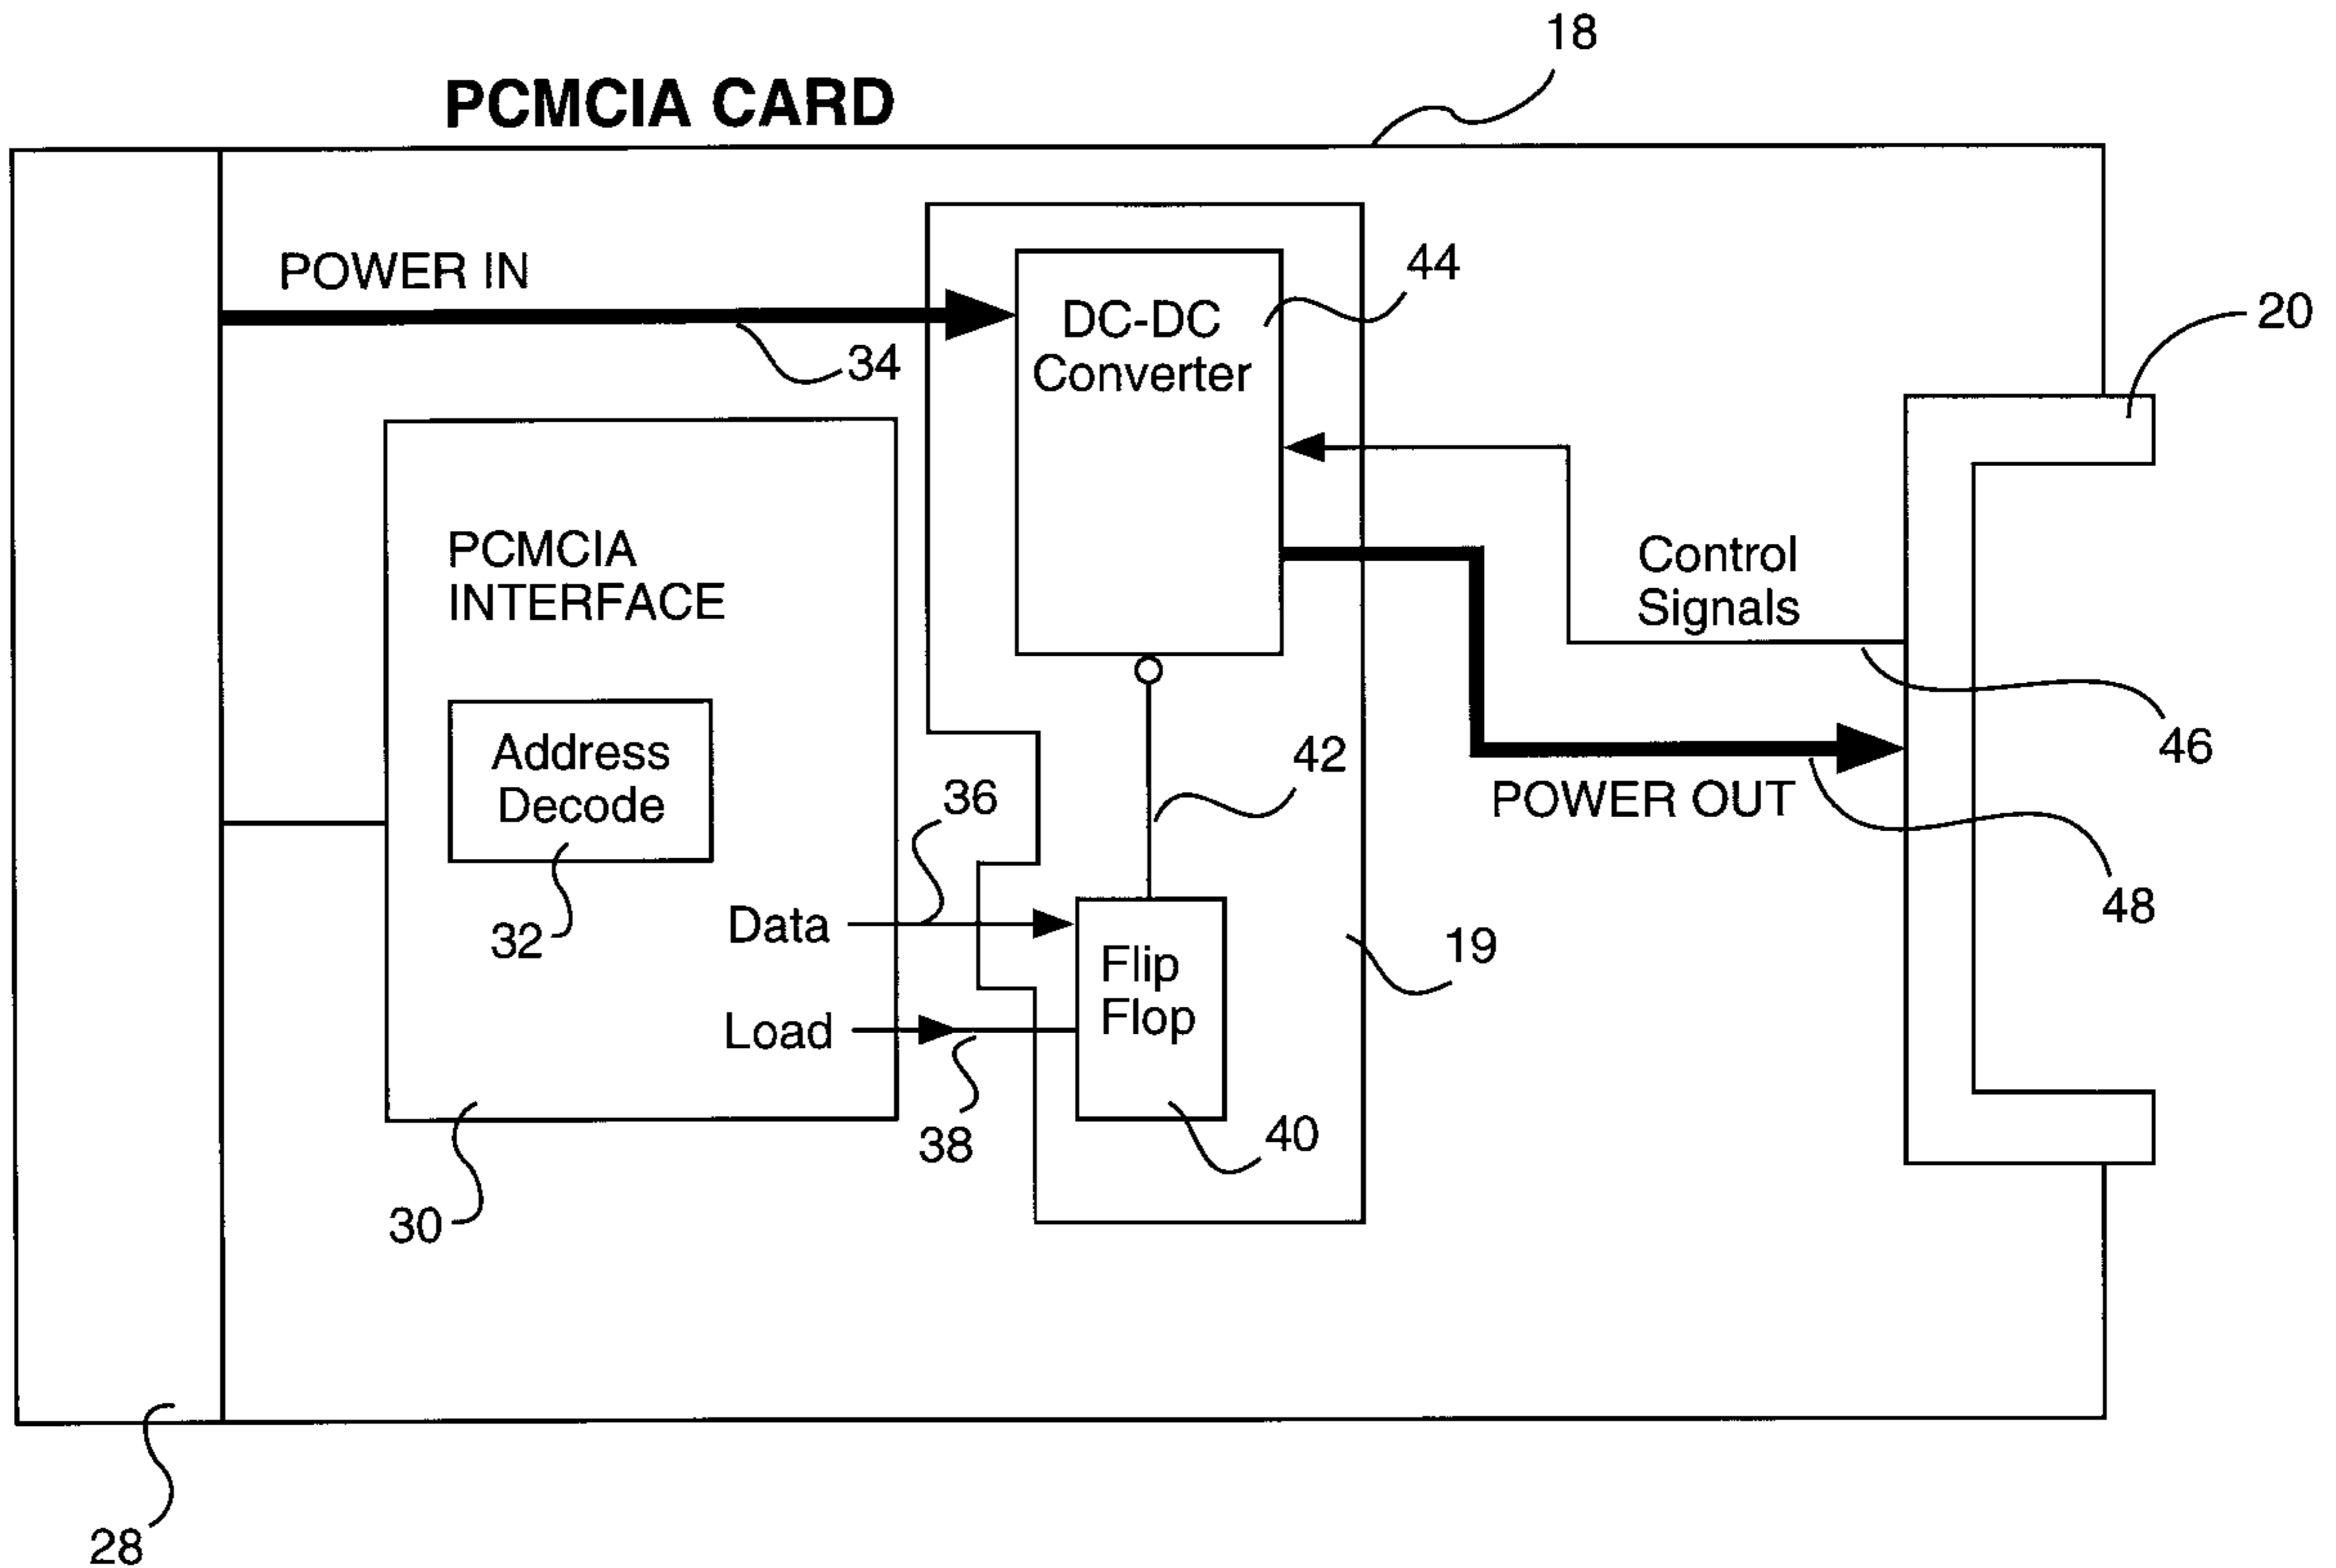 18
PCMCIA CARD
POWER IN
44
DC-DC
Converter
20
34
PCMCIA
INTERFACE
Control
Signals
Address
Decode
42
46
36
POWER OUT
48
32
Data
Flip
Flop
19
Load
38
40
30
28